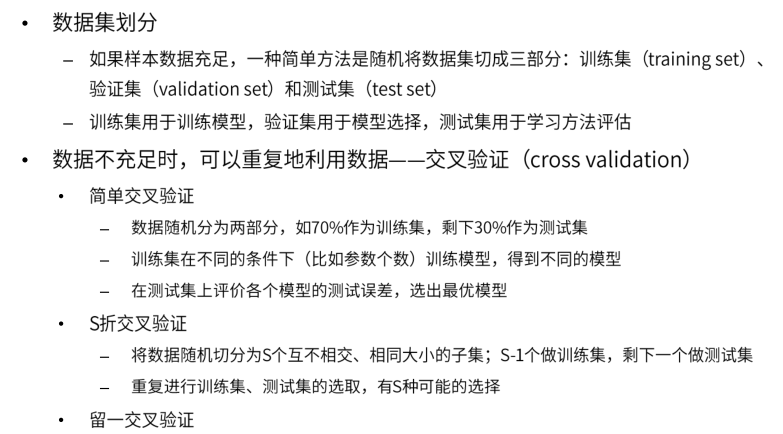 • 数据集划分
– 如果样本数据充足，一种简单方法是随机将数据集切成三部分：训练集（training set）、
验证集（validation set）和测试集（test set）
– 训练集用于训练模型，验证集用于模型选择，测试集用于学习方法评估
• 数据不充足时，可以重复地利用数据——交叉验证（cross validation）
• 简单交叉验证
– 数据随机分为两部分，如70%作为训练集，剩下30%作为测试集
– 训练集在不同的条件下（比如参数个数）训练模型，得到不同的模型
– 在测试集上评价各个模型的测试误差，选出最优模型
• S折交叉验证
– 将数据随机切分为S个互不相交、相同大小的子集；S-1个做训练集，剩下一个做测试集
– 重复进行训练集、测试集的选取，有S种可能的选择
• 留一交叉验证